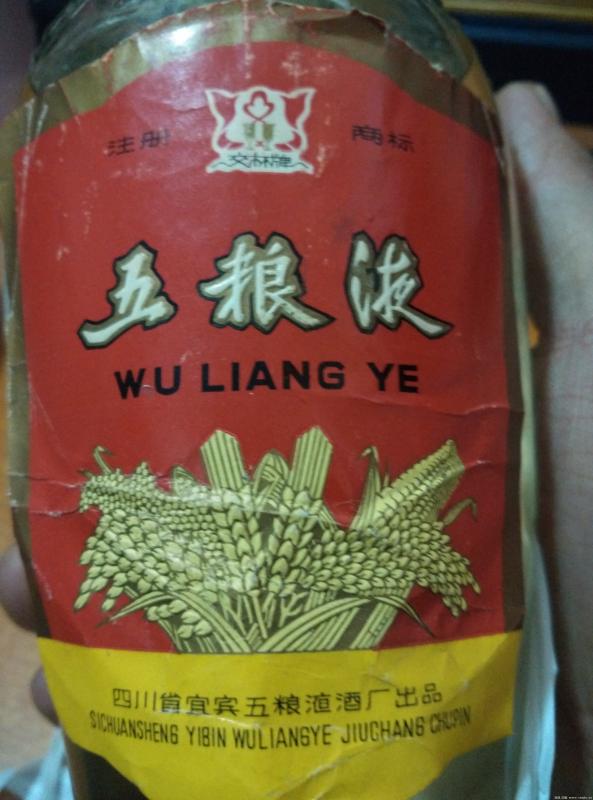 注册 商标
交杯牌
五粮液
WU LIANG YE
四川省宜宾五粮液酒厂出品
SICHUANSHENG YIBIN WULIANGYE JIUCHANG CHUPIN